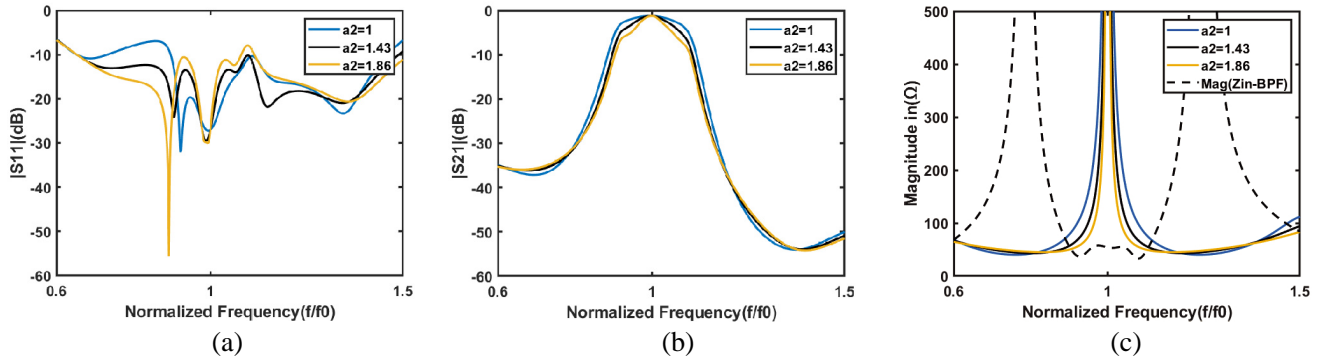 0
-10
-20
-30
-40
-50
-60
0.6
1
1.5
|S11|(dB)
Normalized Frequency(f/f0)
a2=1
a2=1.43
a2=1.86
(a)
0
-10
-20
-30
-40
-50
-60
0.6
1
1.5
|S21|(dB)
Normalized Frequency(f/f0)
a2=1
a2=1.43
a2=1.86
(b)
500
400
300
200
100
0
0.6
1
1.5
Magnitude in(Ω)
Normalized Frequency(f/f0)
a2=1
a2=1.43
a2=1.86
Mag(Zin-BPF)
(c)